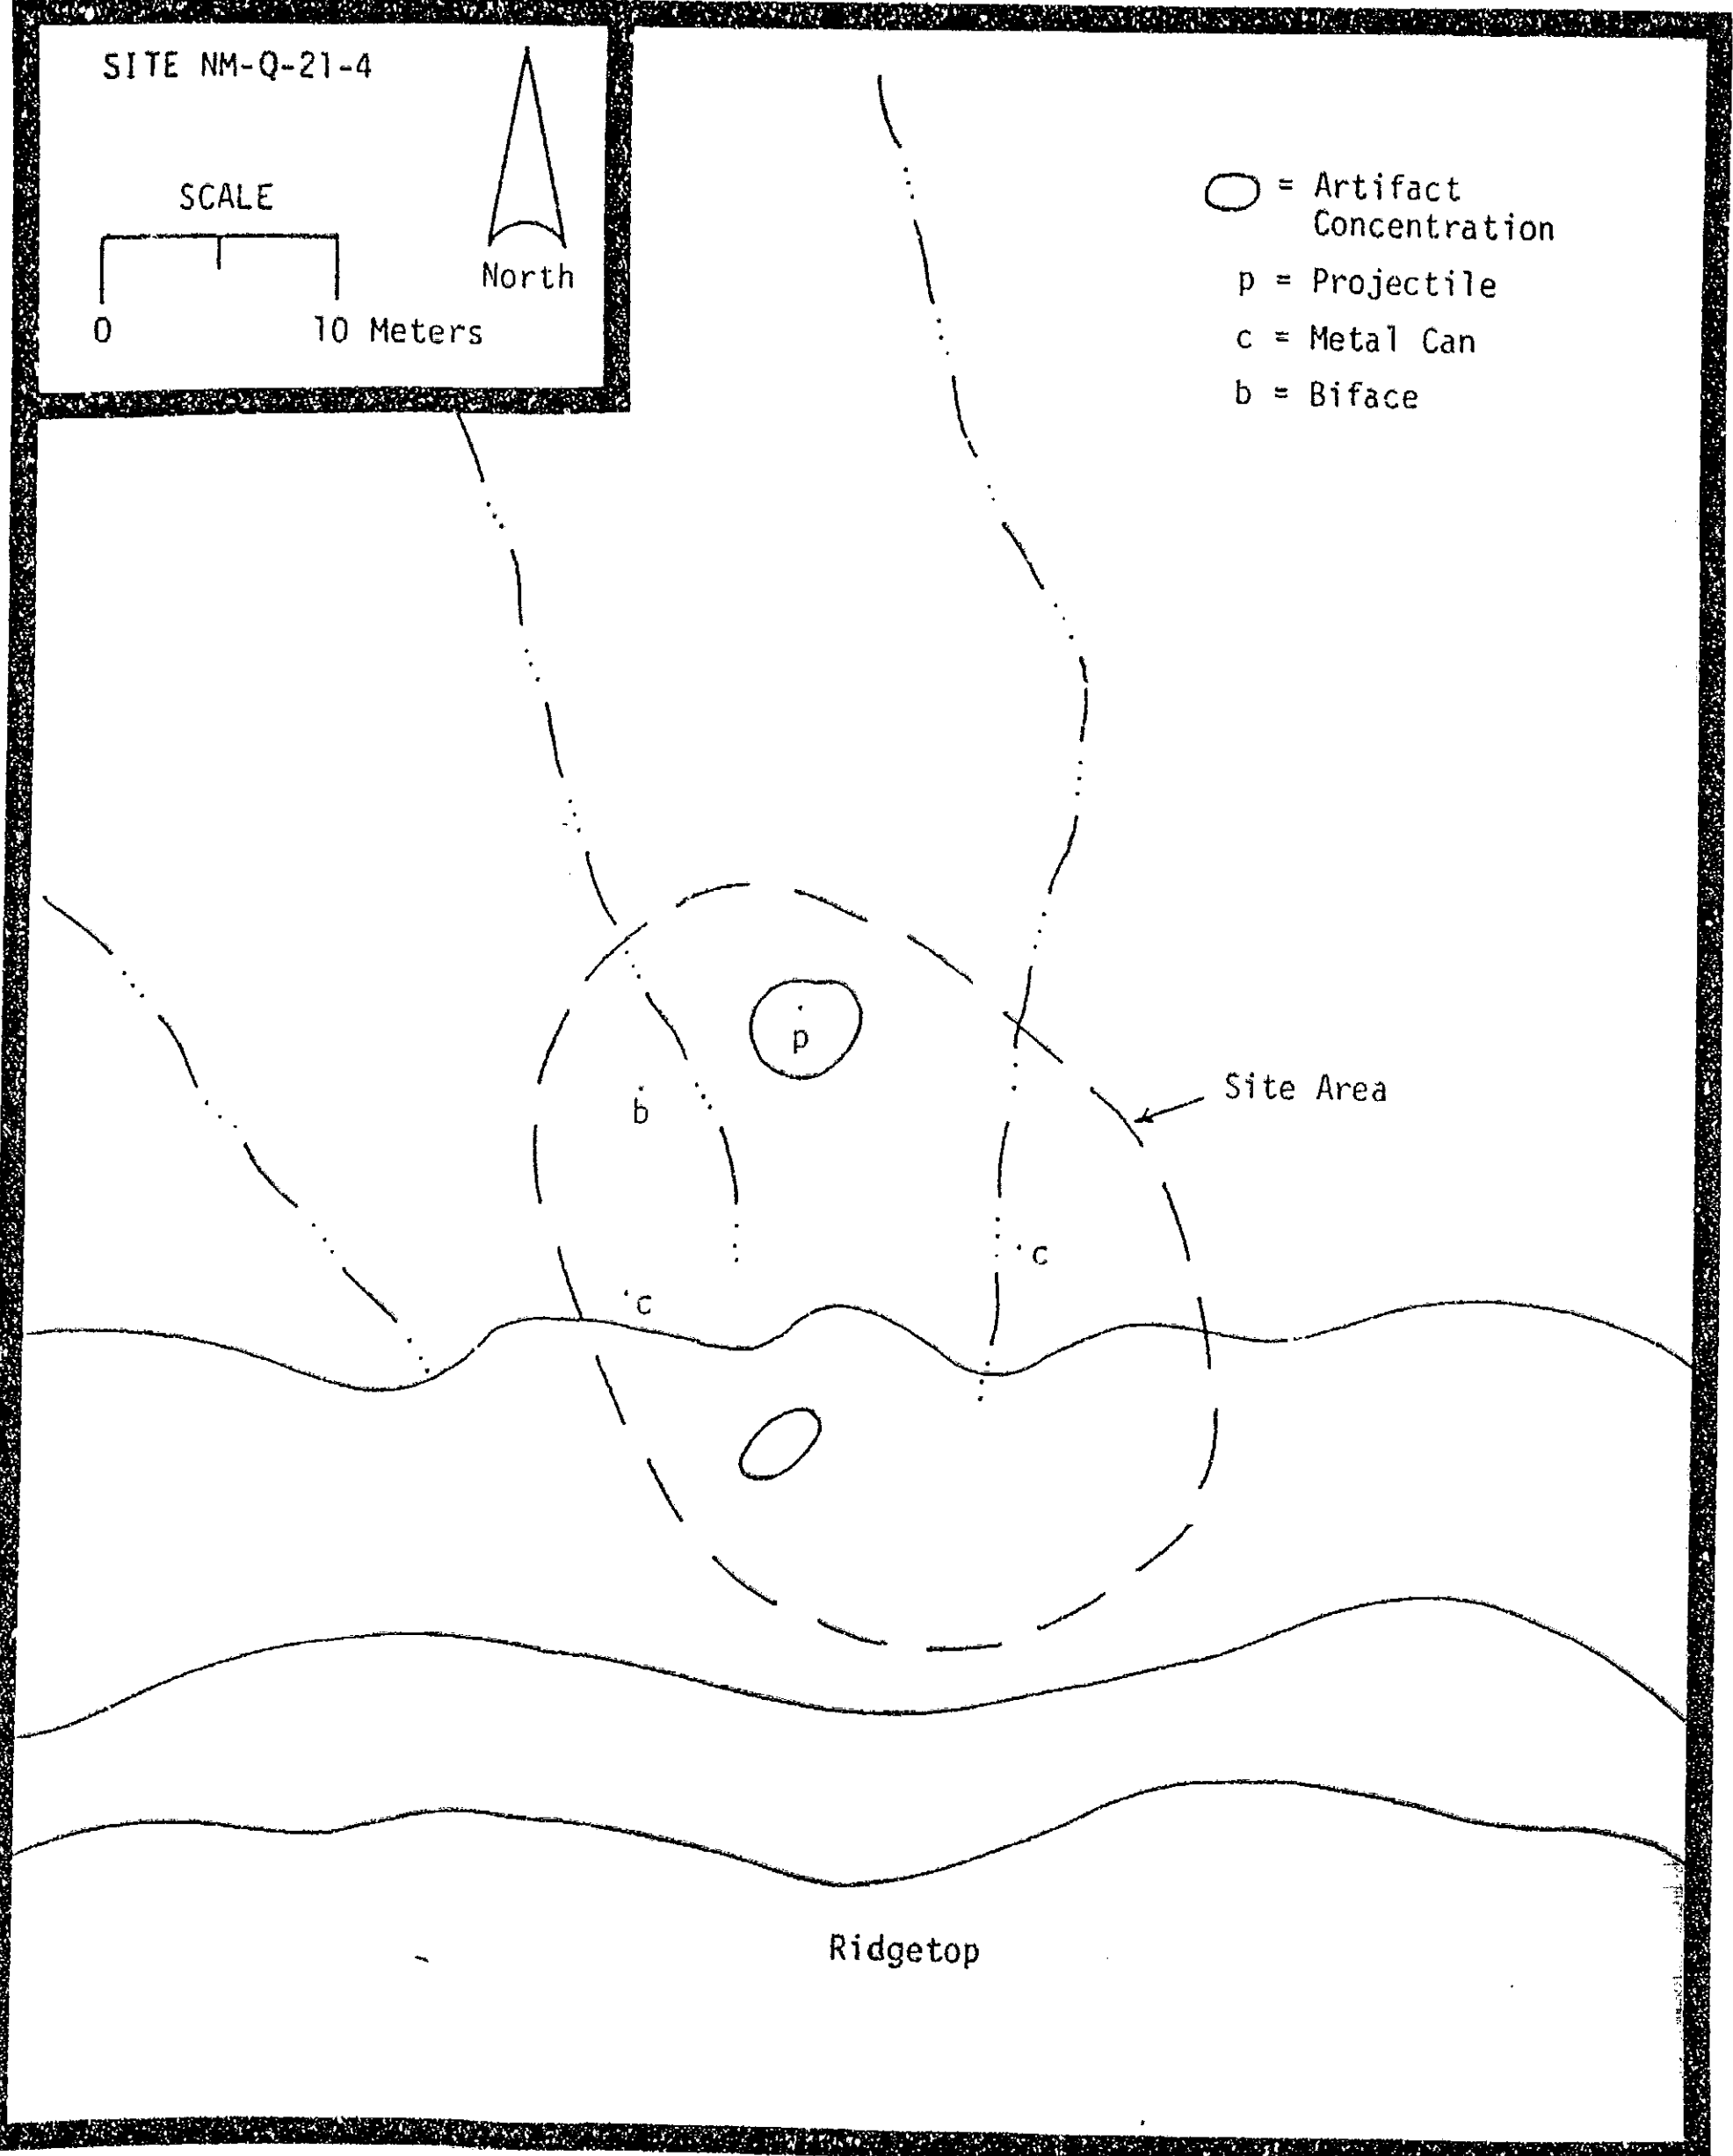 SITE NM-Q-21-4
SCALE
0 10 Meters
North
= Artifact
Concentration
p = Projectile
c = Metal Can
b = Biface
p
b
Site Area
c
c
Ridgetop